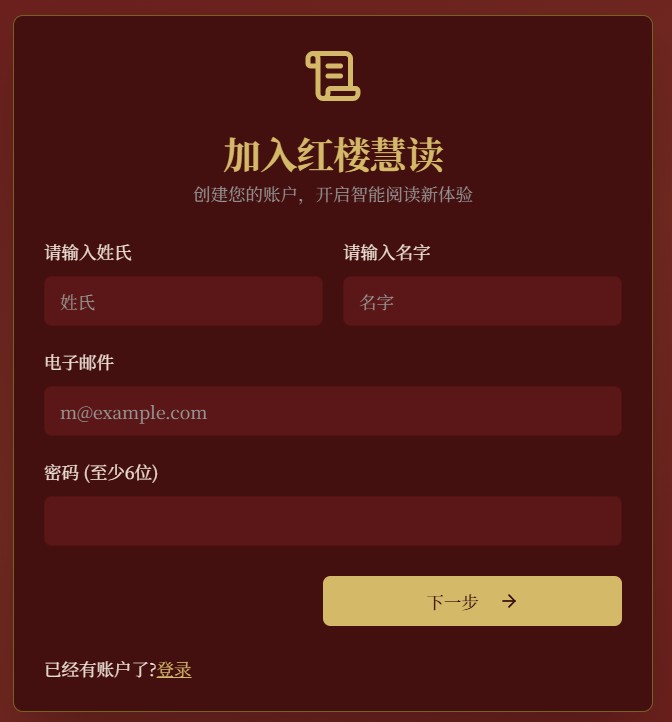 加入红楼慧读
创建您的账户，开启智能阅读新体验
请输入姓氏 请输入名字
姓氏 名字
电子邮件
m@example.com
密码 (至少6位)
下一步
已经有账户了?登录